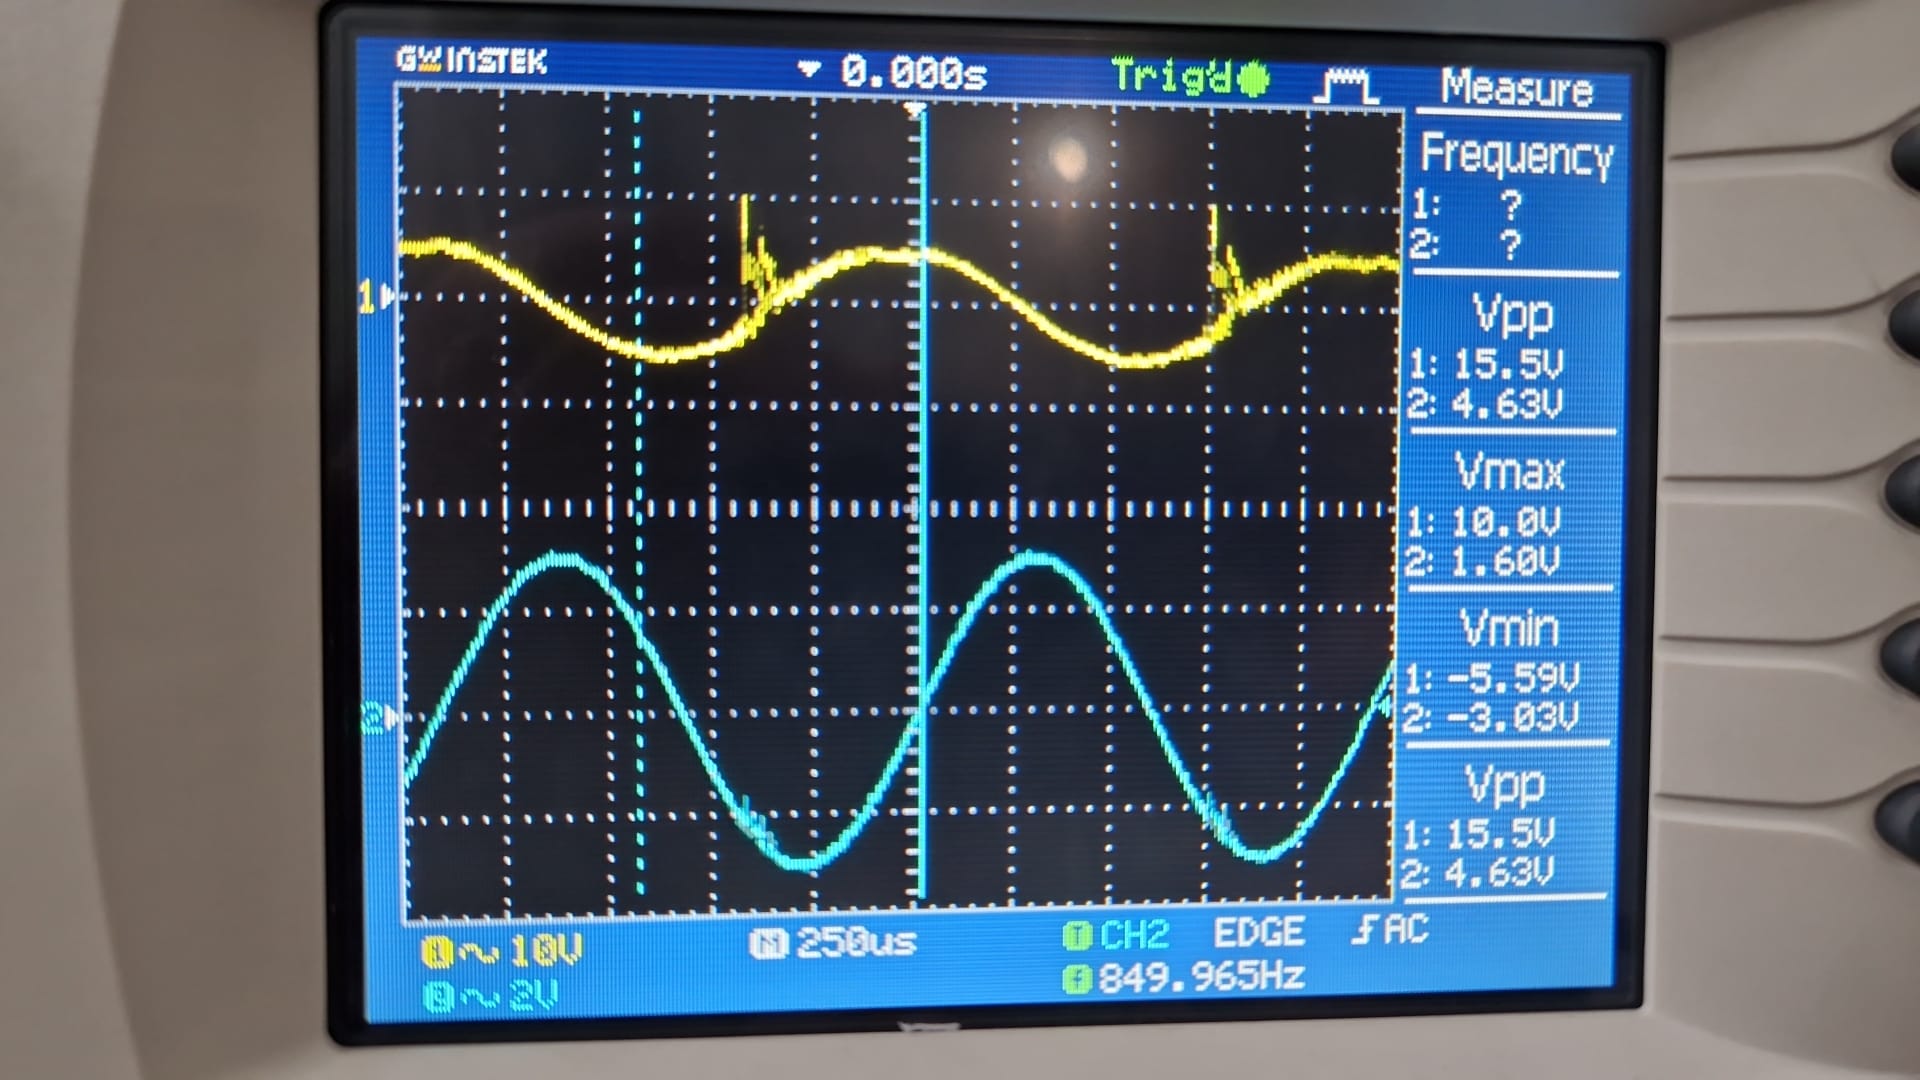 GW INSTEK
0.000s
Trig'd
Measure
Frequency
1: ?
2: ?
Vpp
1: 15.5V
2: 4.63V
Vmax
1: 10.0V
2: 1.60V
Vmin
1: -5.59V
2: -3.03V
Vpp
1: 15.5V
2: 4.63V
1
2
1 ~ 10V
2 ~ 2V
M 250us
T CH2 EDGE AC
f 849.965Hz